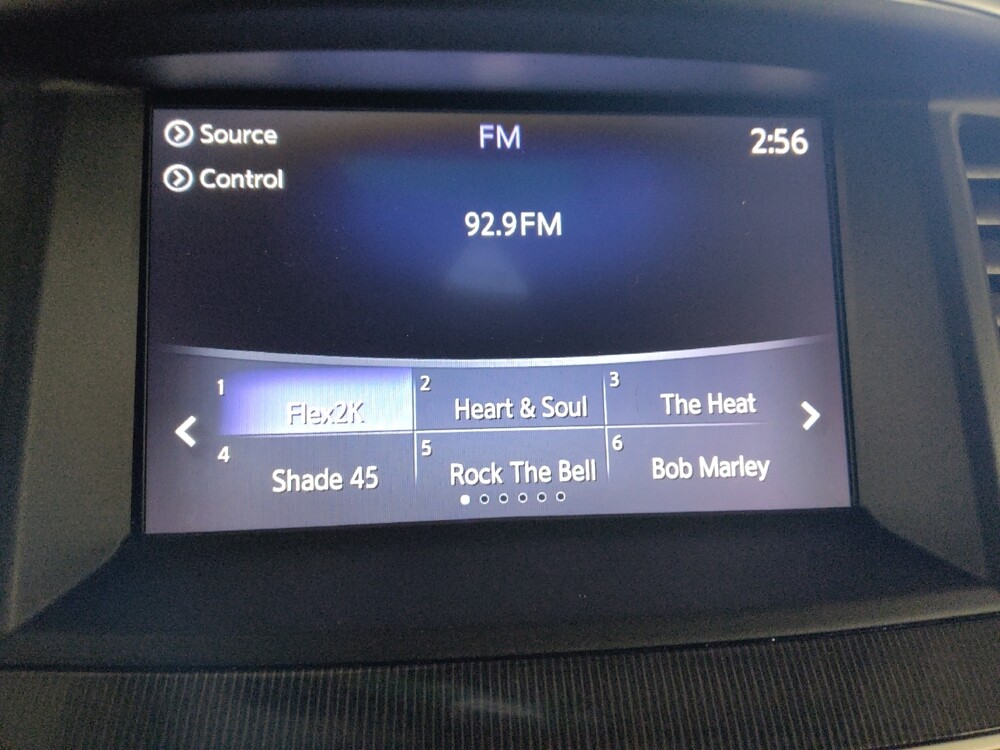 Source
FM
2:56
Control
92.9FM
1 Flex2K
2 Heart & Soul
3 The Heat
4 Shade 45
5 Rock The Bell
6 Bob Marley